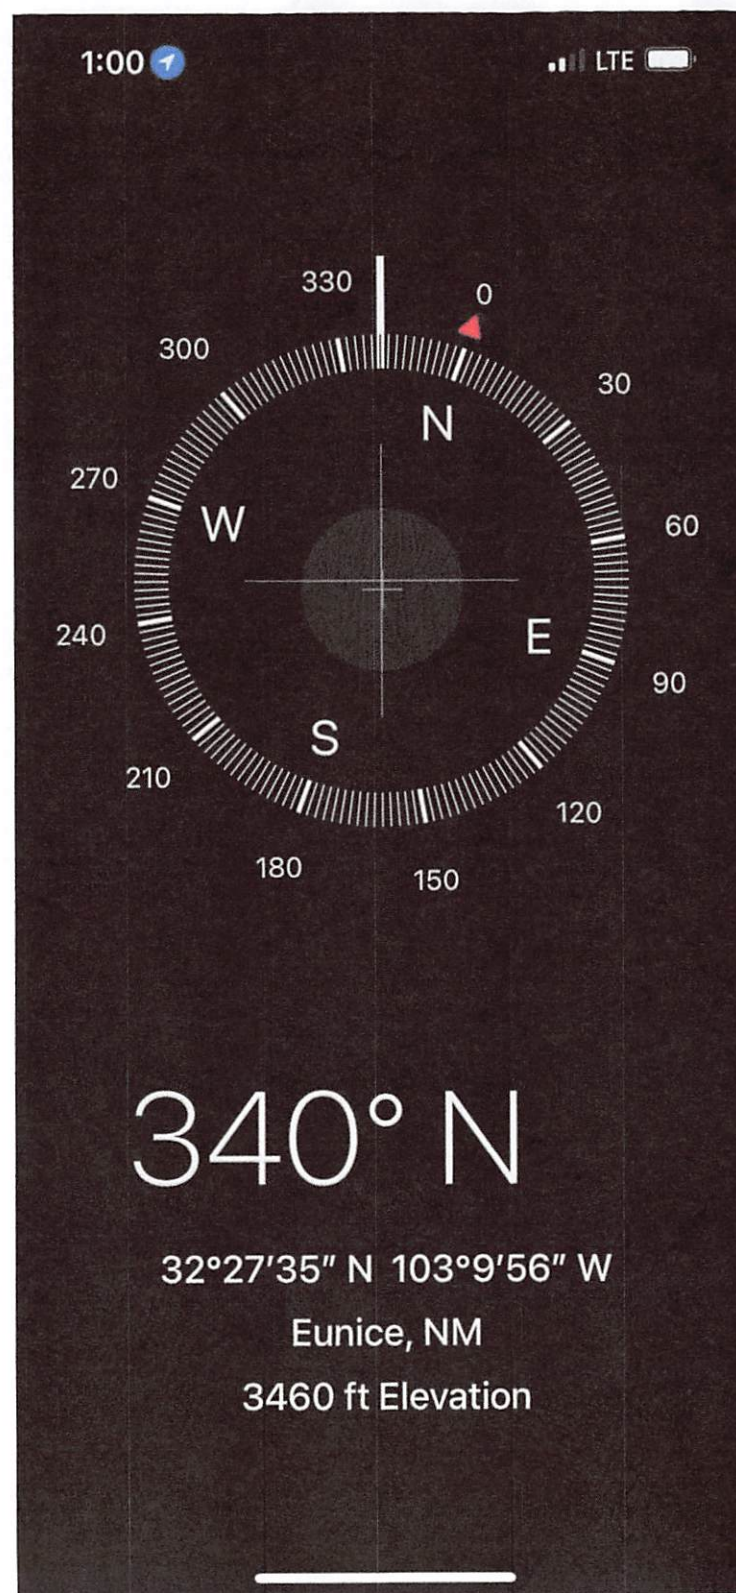 1:00 LTE
330 0
300 30
N
270 60
W
E
240 90
S
210 120
180 150
340° N
32°27′35″ N 103°9′56″ W
Eunice, NM
3460 ft Elevation